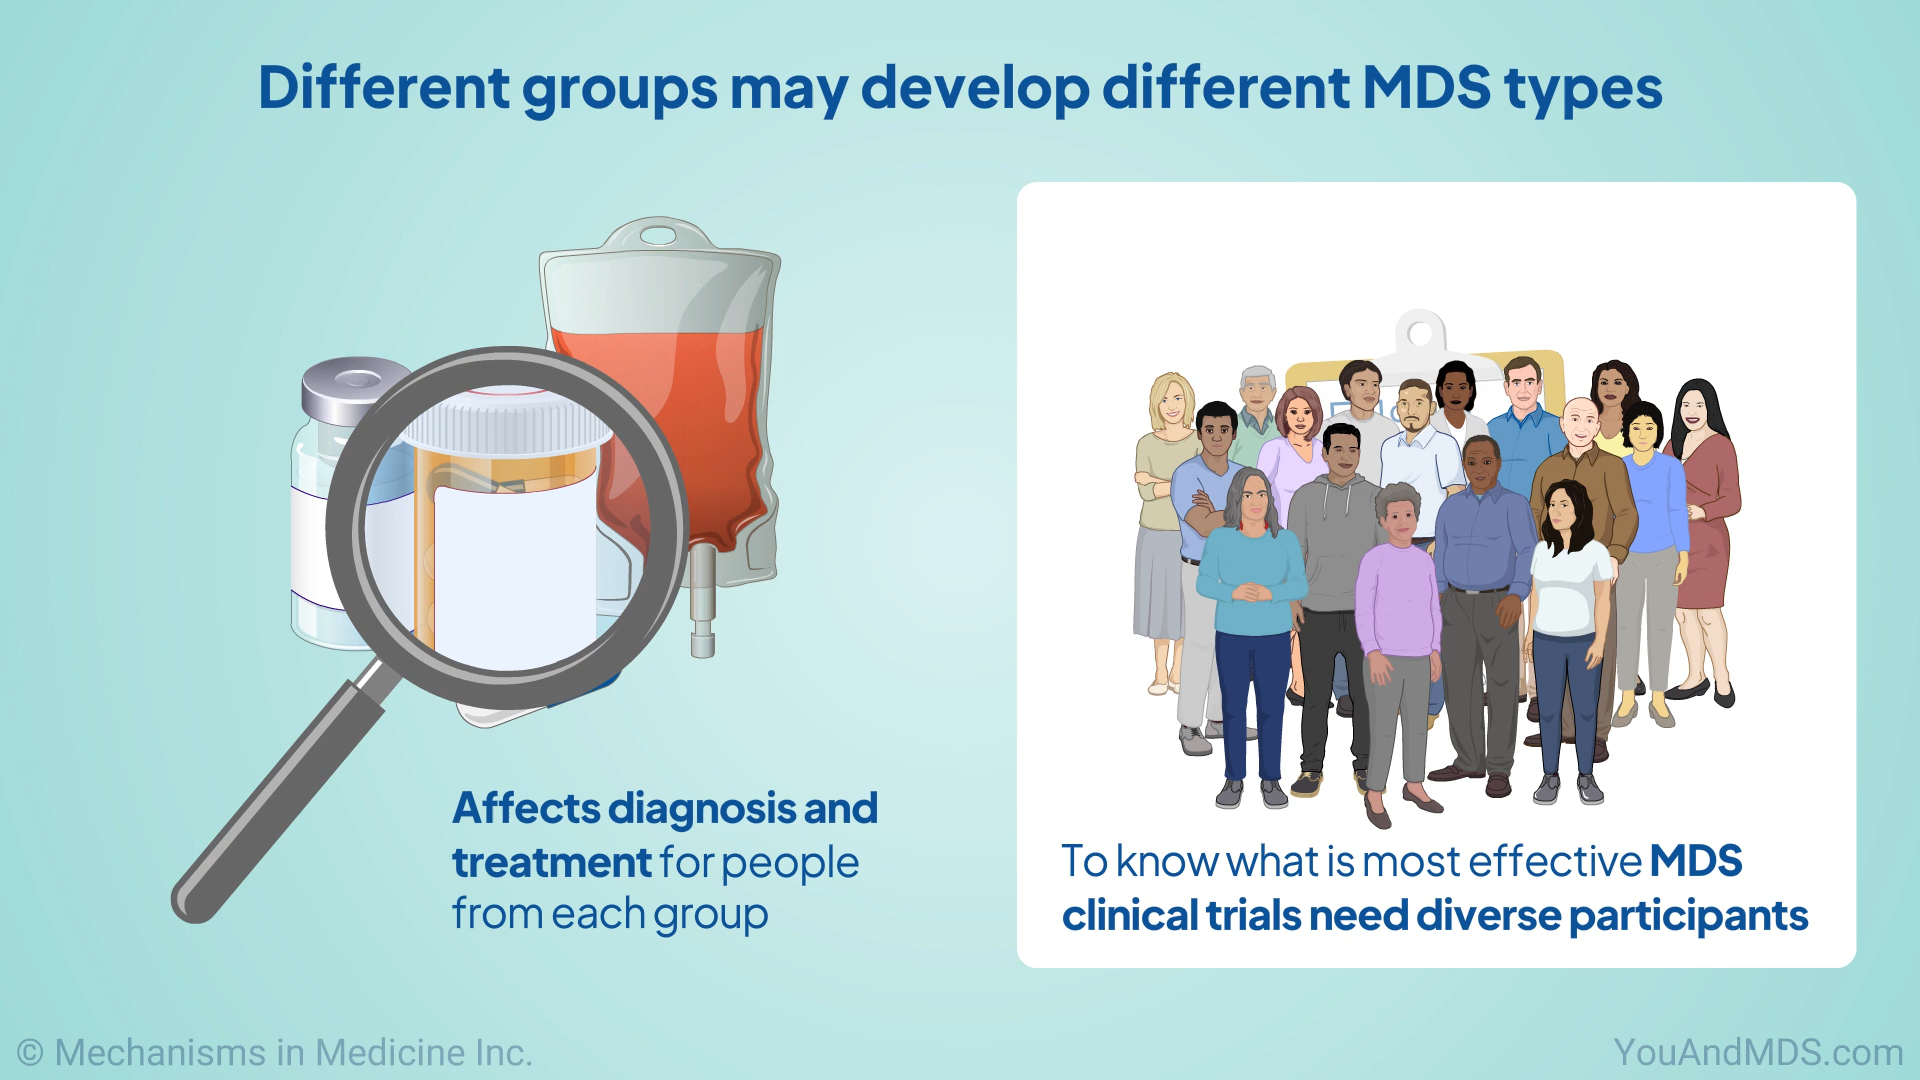 Different groups may develop different MDS types
Affects diagnosis and
treatment for people
from each group
To know what is most effective MDS
clinical trials need diverse participants
© Mechanisms in Medicine Inc.
YouAndMDS.com